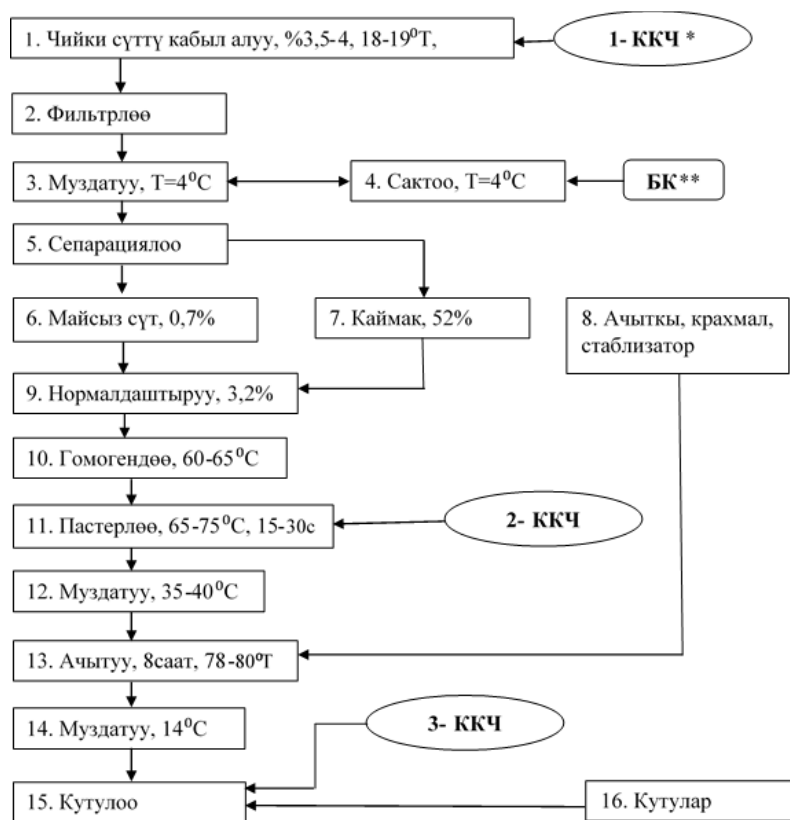 1. Чийки сүттү кабыл алуу, %3,5-4, 18-19⁰Т,
1- ККЧ *
2. Фильтрлөө
3. Муздатуу, Т=4⁰С
4. Сактоо, Т=4⁰С
БК**
5. Сепарациялоо
6. Майсыз сүт, 0,7%
7. Каймак, 52%
8. Ачыткы, крахмал,
стаблизатор
9. Нормалдаштыруу, 3,2%
10. Гомогендөө, 60-65⁰С
11. Пастерлөө, 65-75⁰С, 15-30с
2- ККЧ
12. Муздатуу, 35-40⁰С
13. Ачытуу, 8саат, 78-80⁰Т
14. Муздатуу, 14⁰С
3- ККЧ
15. Кутулоо
16. Кутулар